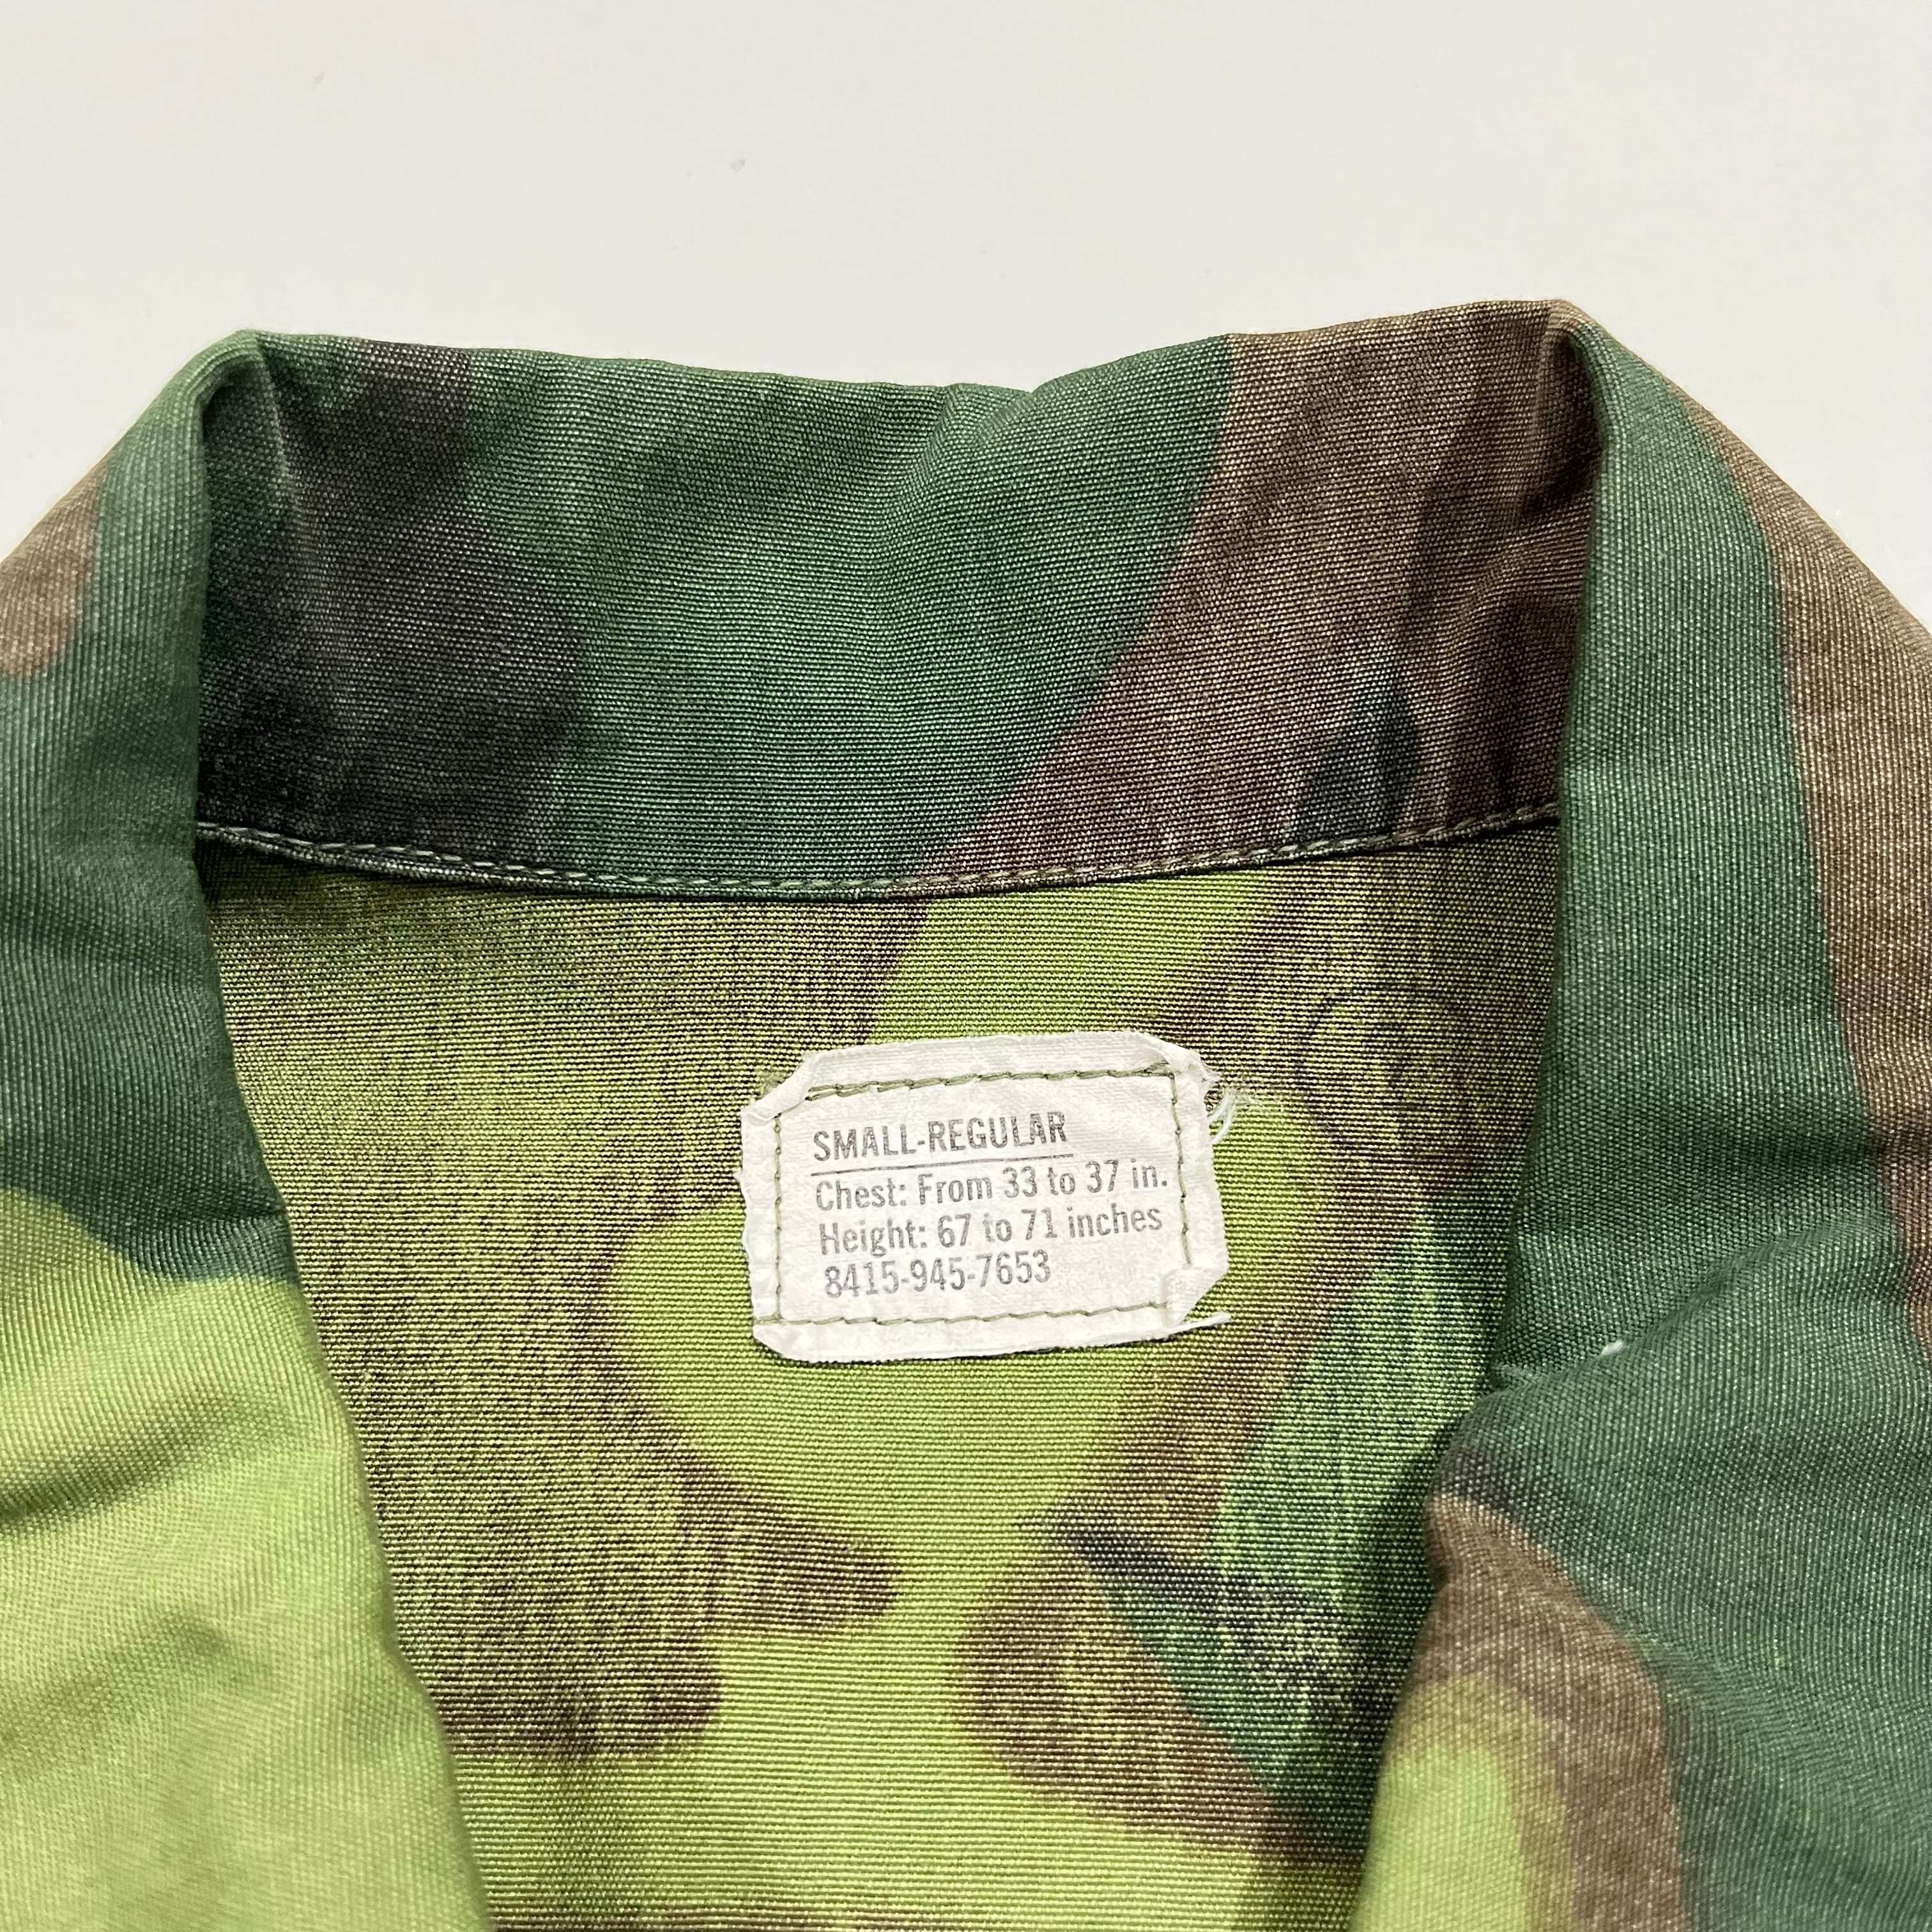 SMALL-REGULAR
Chest: From 33 to 37 in.
Height: 67 to 71 inches
8415-945-7653